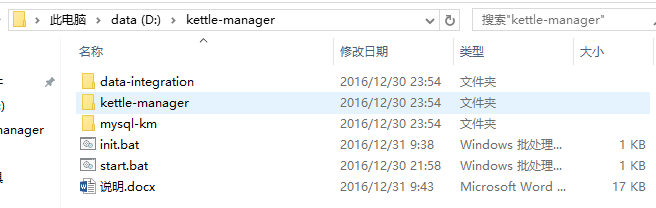 此电脑 › data (D:) › kettle-manager
搜索"kettle-manager"
名称 修改日期 类型 大小
data-integration 2016/12/30 23:54 文件夹
kettle-manager 2016/12/30 23:54 文件夹
mysql-km 2016/12/30 23:54 文件夹
init.bat 2016/12/31 9:38 Windows 批处理... 1 KB
start.bat 2016/12/30 21:58 Windows 批处理... 1 KB
说明.docx 2016/12/31 9:43 Microsoft Word ... 17 KB
anager